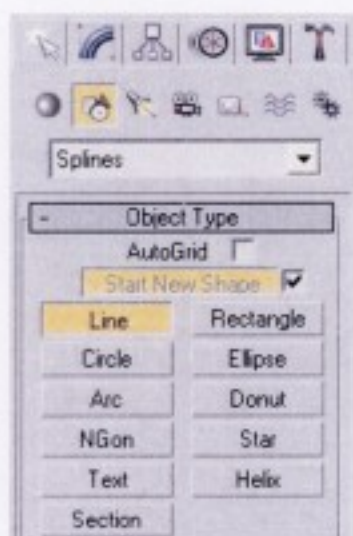 Splines
- Object Type
AutoGrid
Start New Shape
Line Rectangle
Circle Ellipse
Arc Donut
NGon Star
Text Helix
Section